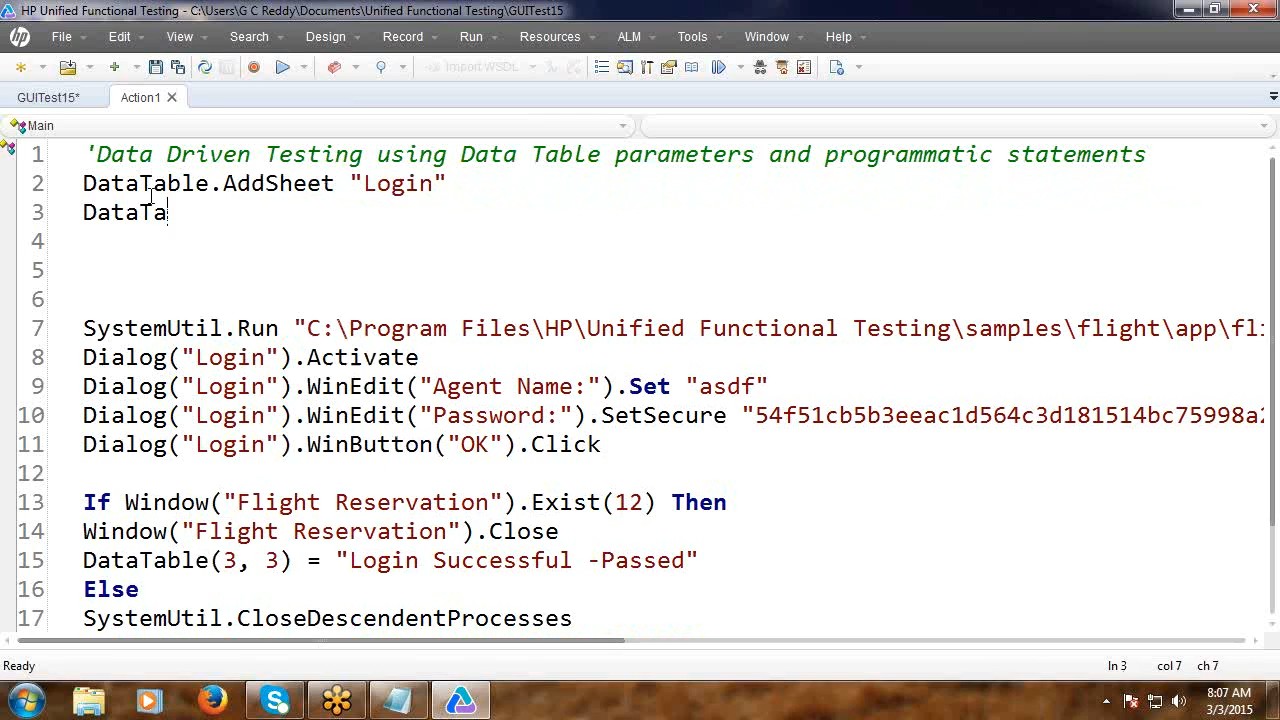 HP Unified Functional Testing - C:\Users\G C Reddy\Documents\Unified Functional Testing\GUITest15
hp File Edit View Search Design Record Run Resources ALM Tools Window Help
Import WSDL
GUITest15* Action1
Main
1 'Data Driven Testing using Data Table parameters and programmatic statements
2 DataTable.AddSheet "Login"
3 DataTa
4
5
6
7 SystemUtil.Run "C:\Program Files\HP\Unified Functional Testing\samples\flight\app\fli
8 Dialog("Login").Activate
9 Dialog("Login").WinEdit("Agent Name:").Set "asdf"
10 Dialog("Login").WinEdit("Password:").SetSecure "54f51cb5b3eeac1d564c3d181514bc75998a2
11 Dialog("Login").WinButton("OK").Click
12
13 If Window("Flight Reservation").Exist(12) Then
14 Window("Flight Reservation").Close
15 DataTable(3, 3) = "Login Successful -Passed"
16 Else
17 SystemUtil.CloseDescendentProcesses
Ready ln 3 col 7 ch 7
8:07 AM
3/3/2015